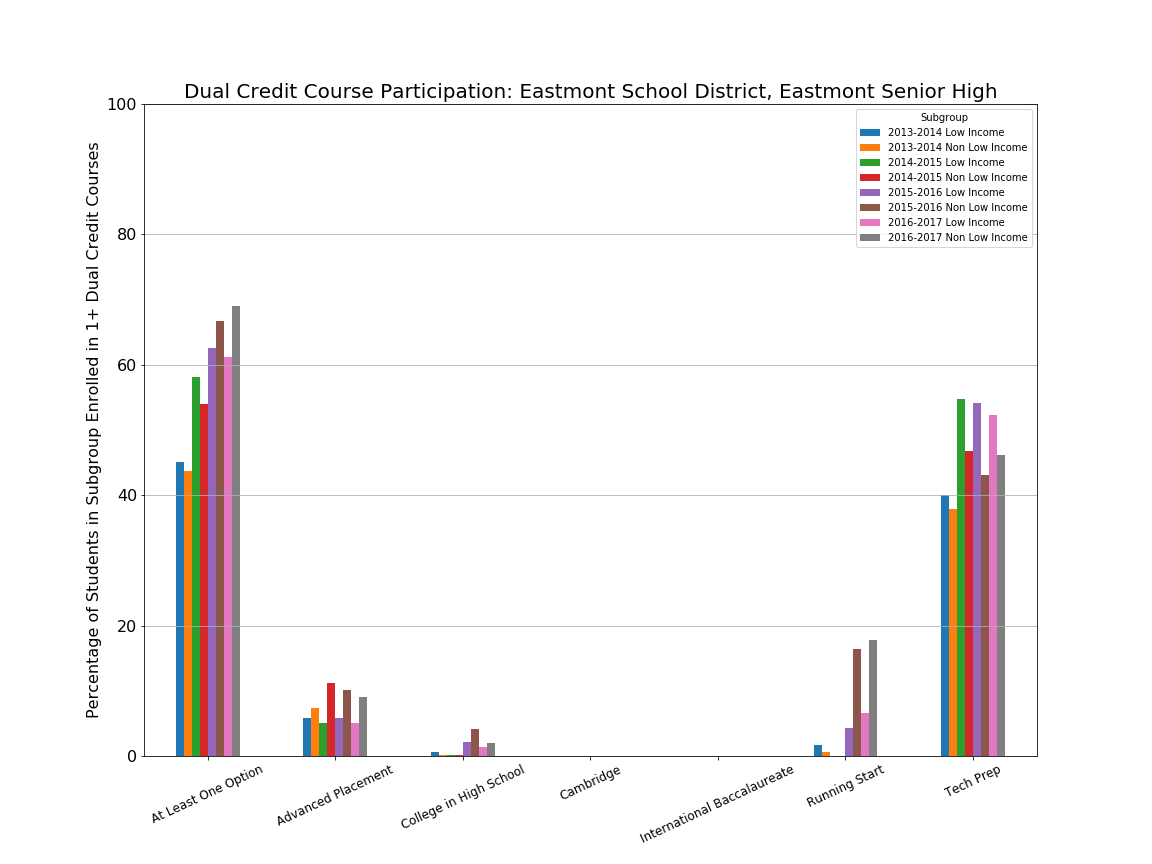 Dual Credit Course Participation: Eastmont School District, Eastmont Senior High
Percentage of Students in Subgroup Enrolled in 1+ Dual Credit Courses
100
80
60
40
20
0
Subgroup
2013-2014 Low Income
2013-2014 Non Low Income
2014-2015 Low Income
2014-2015 Non Low Income
2015-2016 Low Income
2015-2016 Non Low Income
2016-2017 Low Income
2016-2017 Non Low Income
At Least One Option
Advanced Placement
College in High School
Cambridge
International Baccalaureate
Running Start
Tech Prep